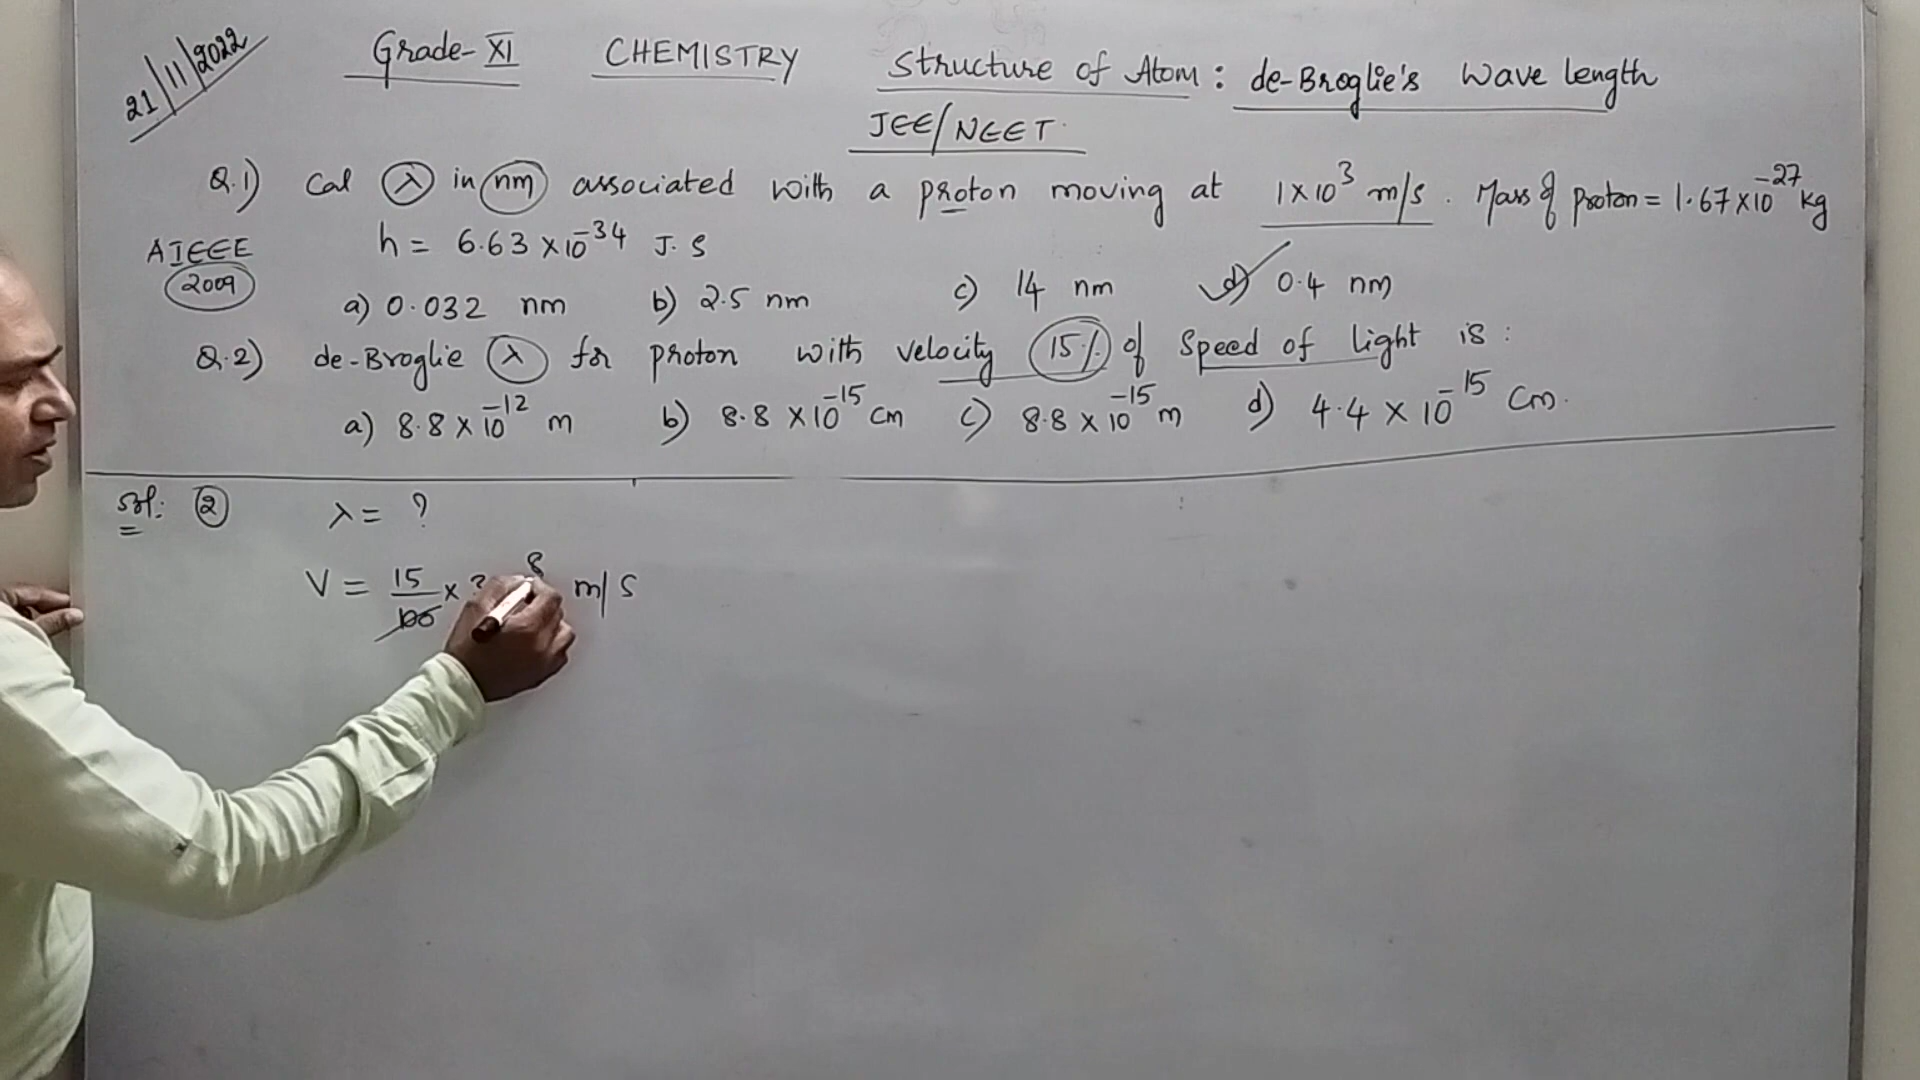 21/11/2022 Grade-XI CHEMISTRY Structure of Atom: de-Broglie's Wave length
JEE/NEET.
Q.1) Cal λ in nm associated with a proton moving at 1×10³ m/s. Mass of proton = 1.67×10⁻²⁷ kg
AIEEE 2009 h = 6.63×10⁻³⁴ J.S
a) 0.032 nm b) 2.5 nm c) 14 nm d) 0.4 nm
Q.2) de-Broglie λ for proton with velocity 15% of Speed of light is:
a) 8.8×10⁻¹² m b) 8.8×10⁻¹⁵ cm c) 8.8×10⁻¹⁵ m d) 4.4×10⁻¹⁵ cm.
Sol: ② λ = ?
V = 15/100 × 8 m/s